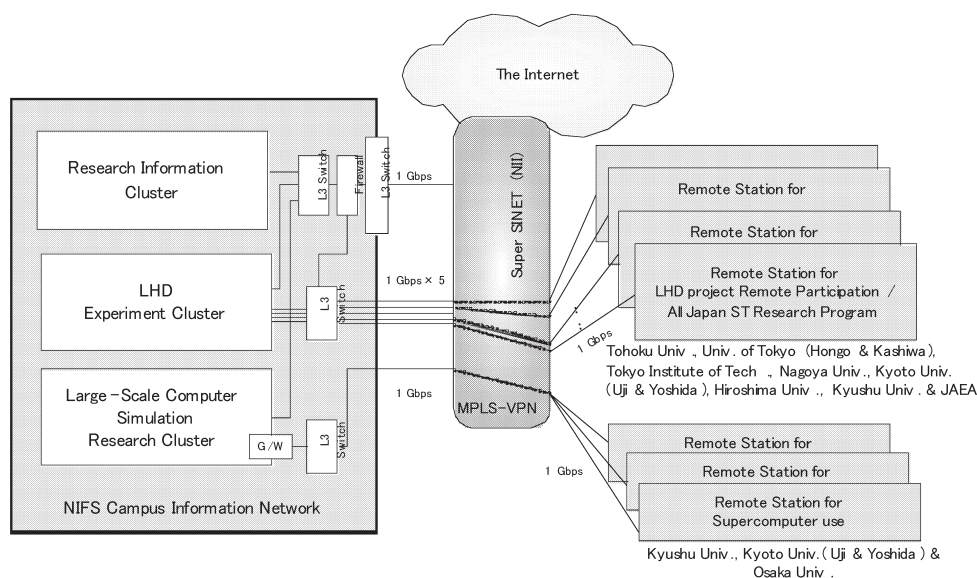 The Internet
Research Information
Cluster
L3 Switch
Firewall
L3 Switch
1 Gbps
Super SINET (NII)
LHD
Experiment Cluster
L3
Switch
1 Gbps × 5
Large-Scale Computer
Simulation
Research Cluster
G/W
L3
Switch
1 Gbps
MPLS-VPN
NIFS Campus Information Network
Remote Station for
Remote Station for
Remote Station for
LHD project Remote Participation /
All Japan ST Research Program
1 Gbps
Tohoku Univ ., Univ. of Tokyo (Hongo & Kashiwa),
Tokyo Institute of Tech ., Nagoya Univ., Kyoto Univ.
(Uji & Yoshida ), Hiroshima Univ ., Kyushu Univ . & JAEA
1 Gbps
Remote Station for
Remote Station for
Remote Station for
Supercomputer use
Kyushu Univ., Kyoto Univ.( Uji & Yoshida ) &
Osaka Univ .